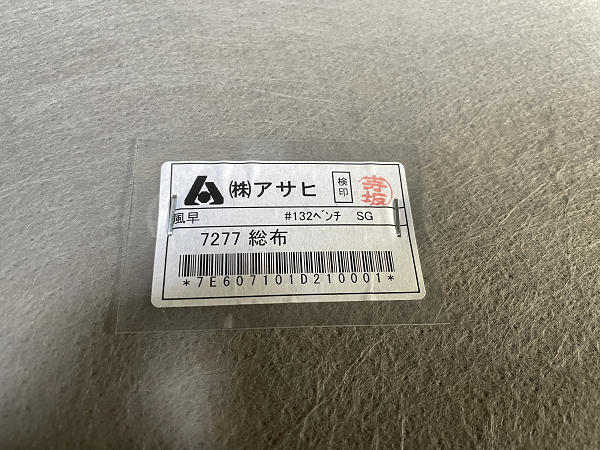 ㈱アサヒ
検印
寺坂
風早 #132ﾍﾞﾝﾁ SG
7277 総布
*7E607101D210001*